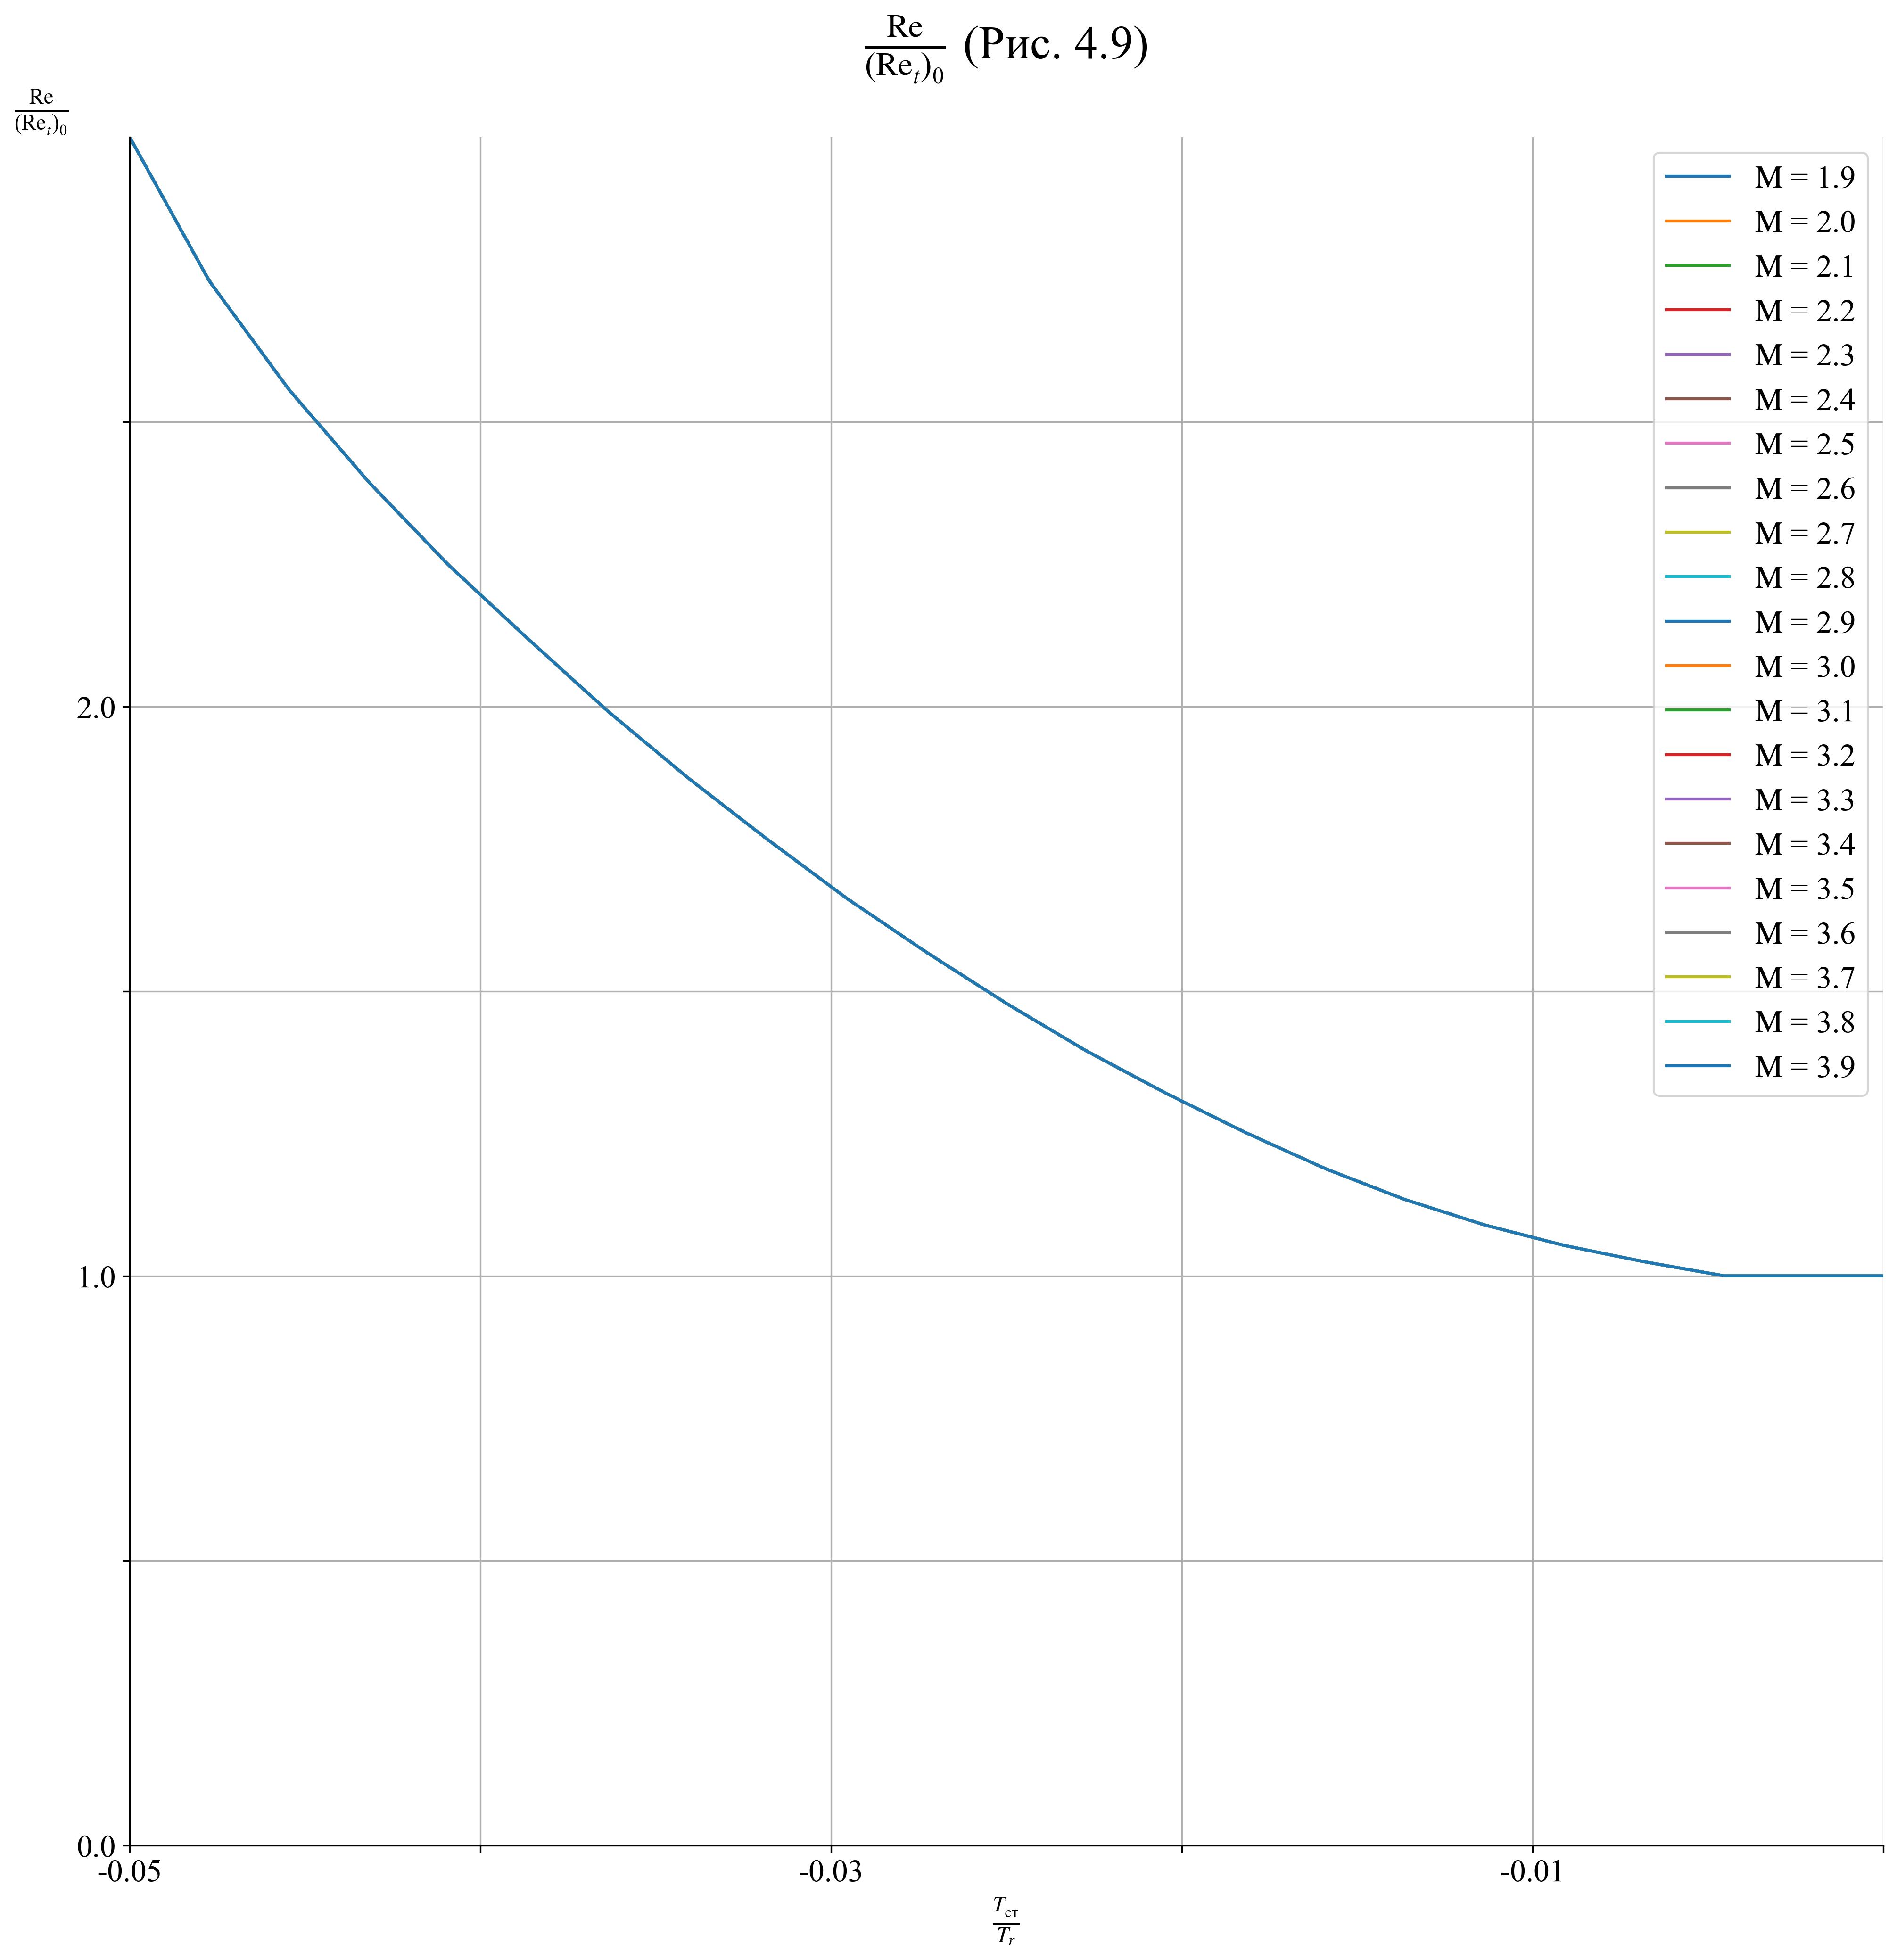 Re/(Re_t)_0 (Рис. 4.9)
Re/(Re_t)_0
M = 1.9
M = 2.0
M = 2.1
M = 2.2
M = 2.3
M = 2.4
M = 2.5
M = 2.6
M = 2.7
M = 2.8
M = 2.9
M = 3.0
M = 3.1
M = 3.2
M = 3.3
M = 3.4
M = 3.5
M = 3.6
M = 3.7
M = 3.8
M = 3.9
2.0
1.0
0.0
-0.05 -0.03 -0.01
T_ст/T_r